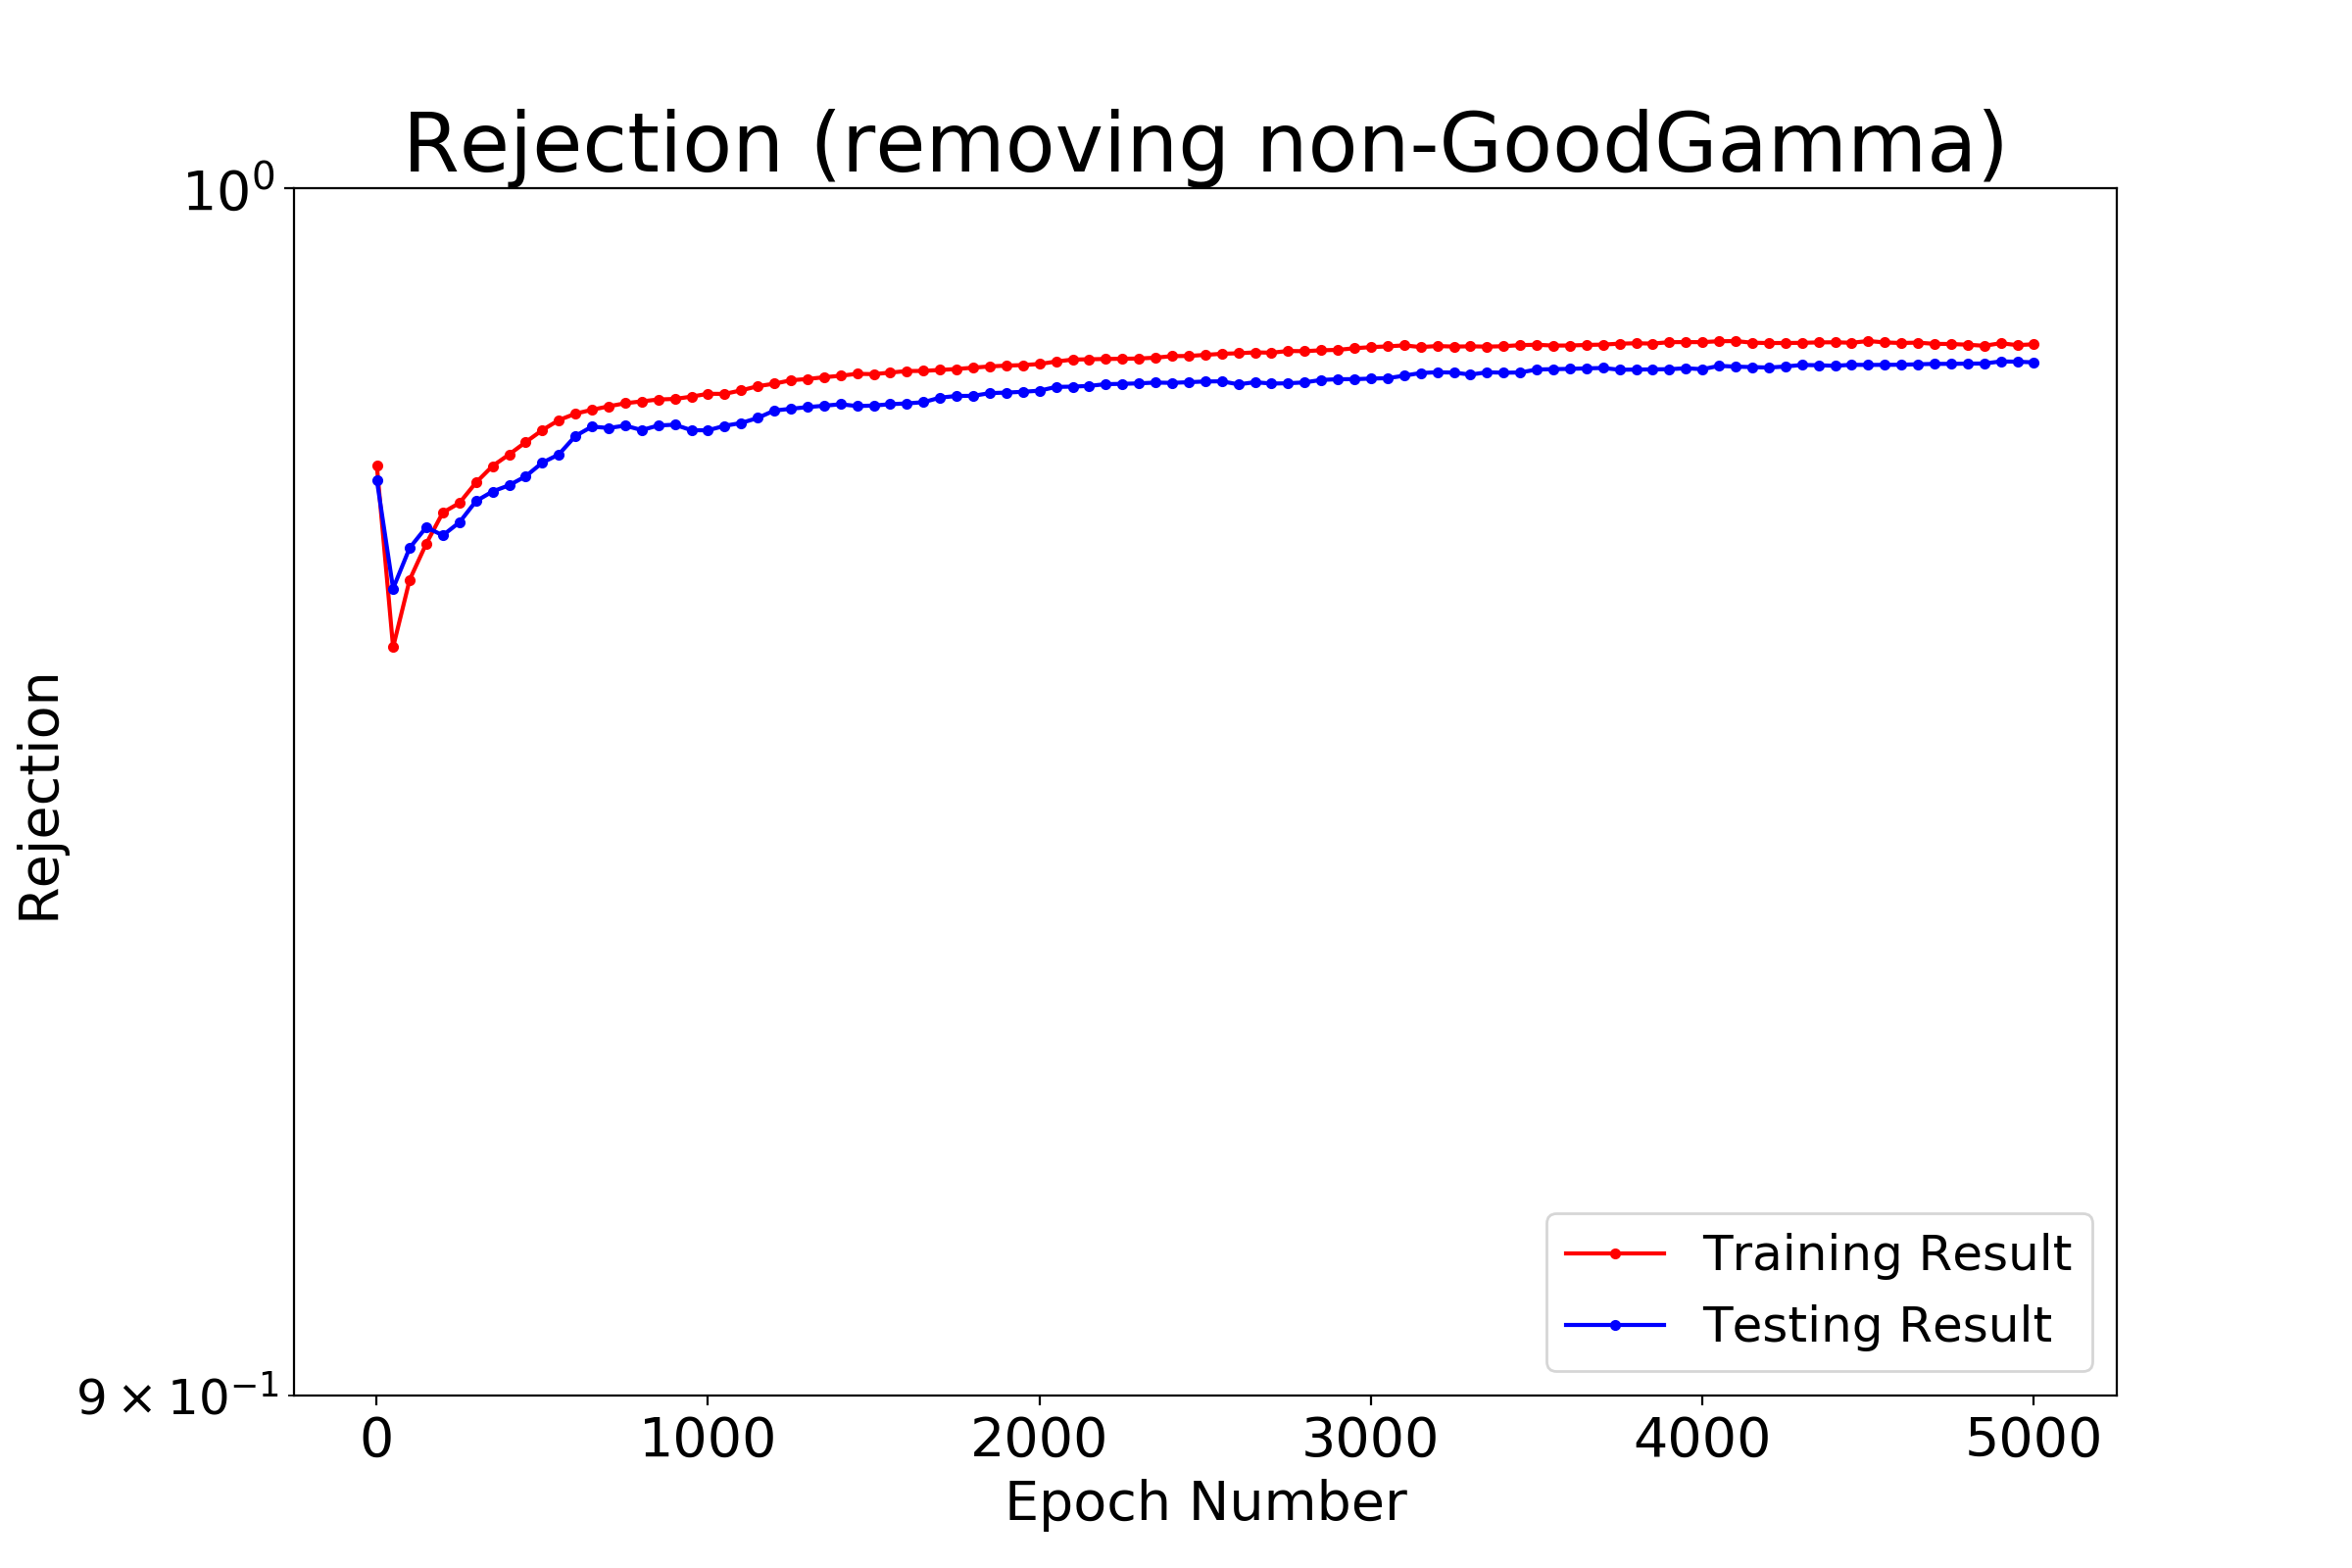 Rejection (removing non-GoodGamma)
10⁰
Rejection
9 × 10⁻¹
Training Result
Testing Result
0 1000 2000 3000 4000 5000
Epoch Number